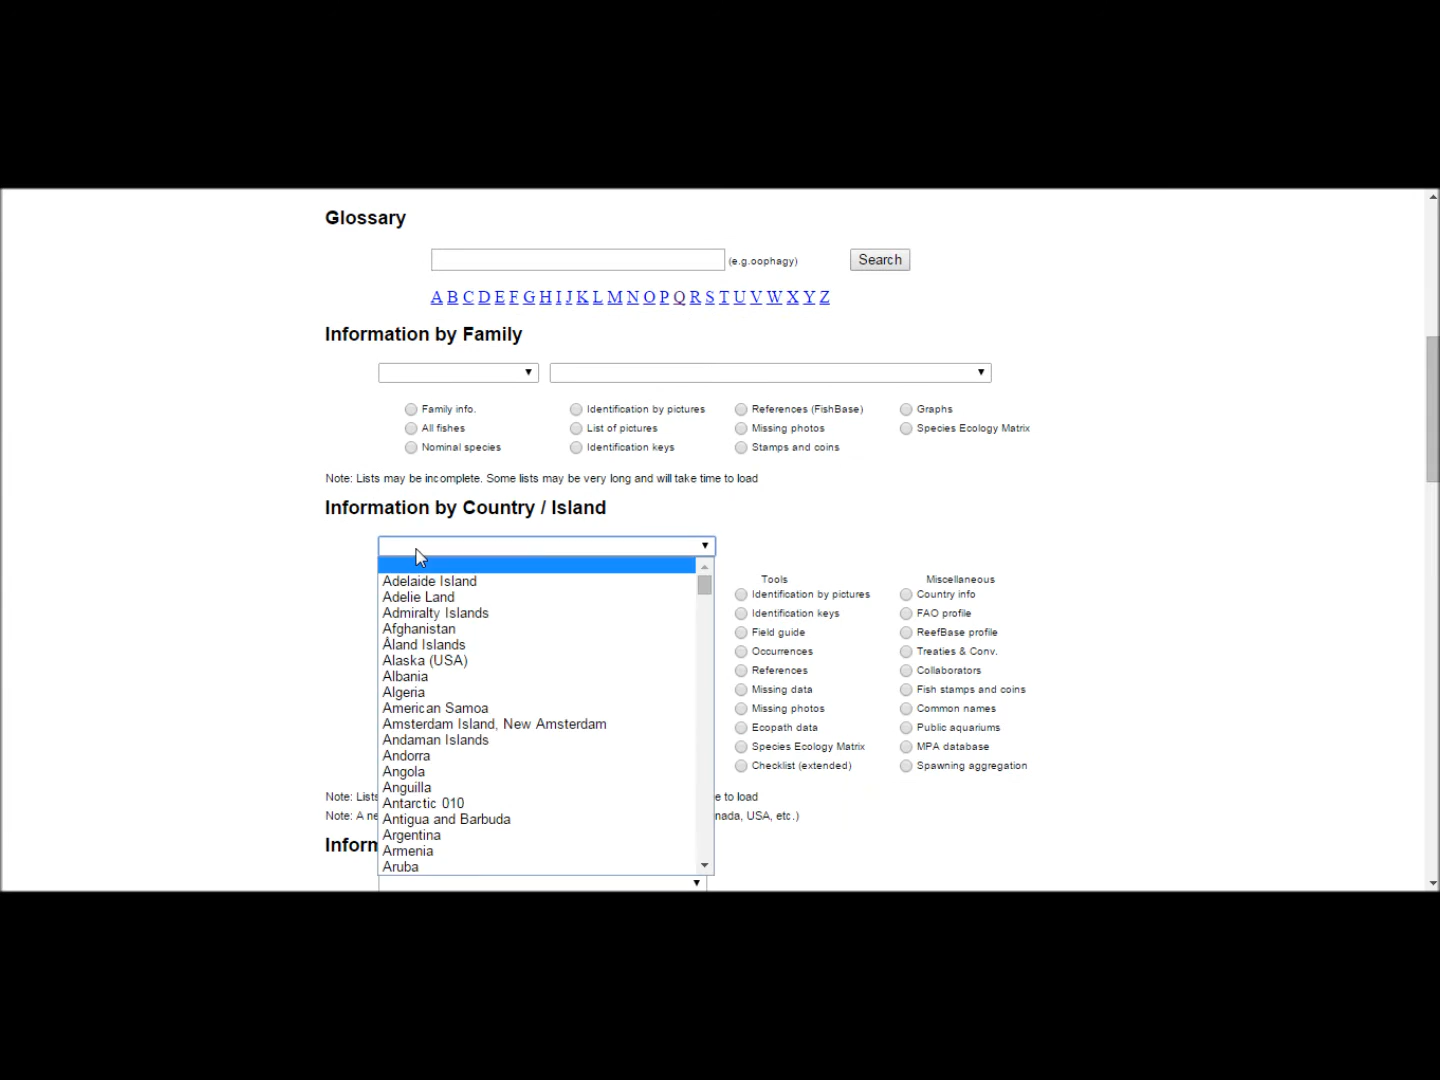 Glossary
(e.g.oophagy) Search
A B C D E F G H I J K L M N O P Q R S T U V W X Y Z
Information by Family
Family info. Identification by pictures References (FishBase) Graphs
All fishes List of pictures Missing photos Species Ecology Matrix
Nominal species Identification keys Stamps and coins
Note: Lists may be incomplete. Some lists may be very long and will take time to load
Information by Country / Island
Adelaide Island
Adelie Land
Admiralty Islands
Afghanistan
Åland Islands
Alaska (USA)
Albania
Algeria
American Samoa
Amsterdam Island, New Amsterdam
Andaman Islands
Andorra
Angola
Anguilla
Antarctic 010
Antigua and Barbuda
Argentina
Armenia
Aruba
Tools Miscellaneous
Identification by pictures Country info
Identification keys FAO profile
Field guide ReefBase profile
Occurrences Treaties & Conv.
References Collaborators
Missing data Fish stamps and coins
Missing photos Common names
Ecopath data Public aquariums
Species Ecology Matrix MPA database
Checklist (extended) Spawning aggregation
Note: Lists e to load
Note: A ne nada, USA, etc.)
Inform